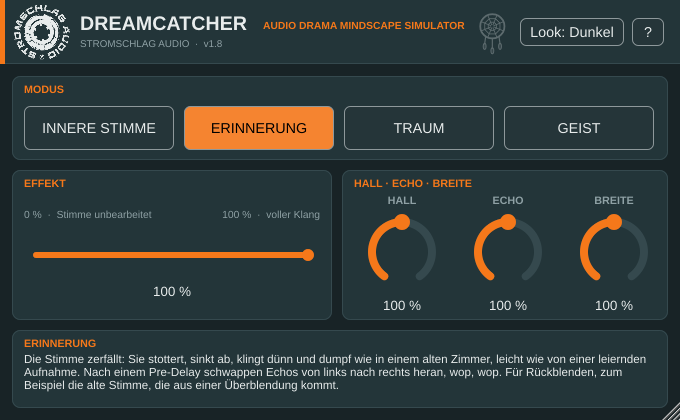 STROMSCHLAG AUDIO
DREAMCATCHER
AUDIO DRAMA MINDSCAPE SIMULATOR
Look: Dunkel
?
STROMSCHLAG AUDIO · v1.8
MODUS
INNERE STIMME
ERINNERUNG
TRAUM
GEIST
EFFEKT
0 % · Stimme unbearbeitet
100 % · voller Klang
100 %
HALL · ECHO · BREITE
HALL
ECHO
BREITE
100 %
100 %
100 %
ERINNERUNG
Die Stimme zerfällt: Sie stottert, sinkt ab, klingt dünn und dumpf wie in einem alten Zimmer, leicht wie von einer leiernden
Aufnahme. Nach einem Pre-Delay schwappen Echos von links nach rechts heran, wop, wop. Für Rückblenden, zum
Beispiel die alte Stimme, die aus einer Überblendung kommt.